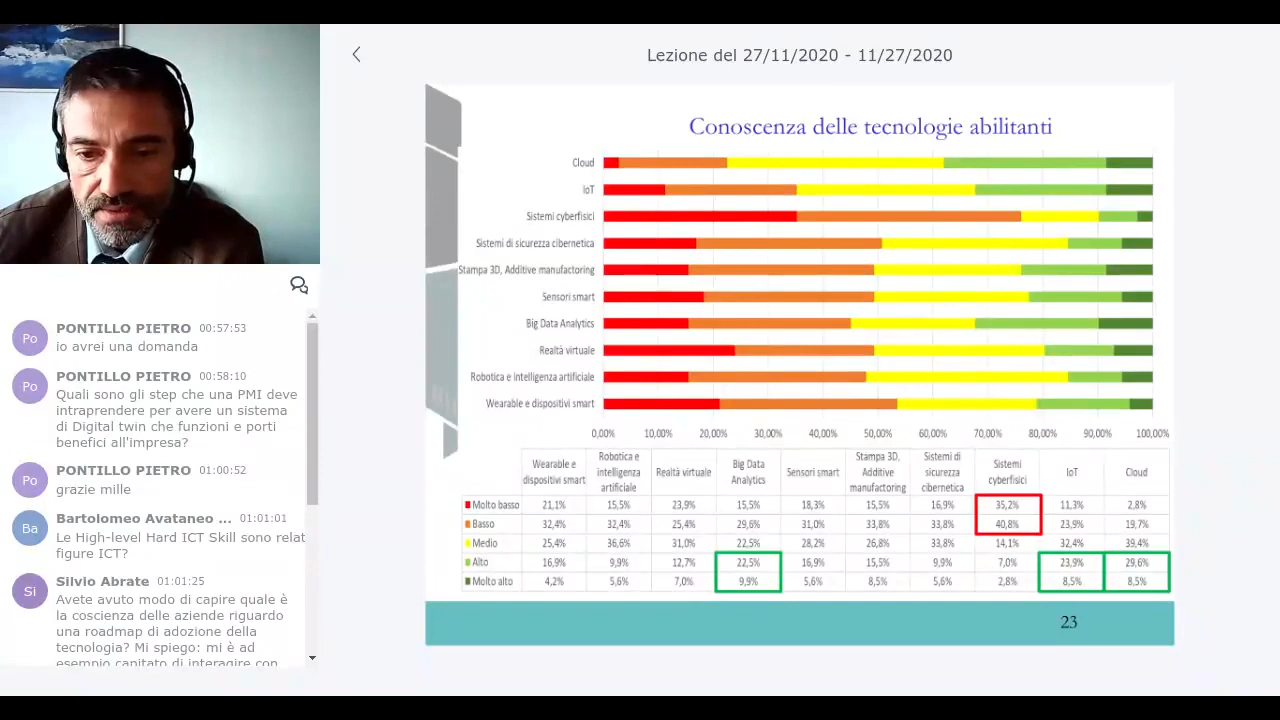 Lezione del 27/11/2020 - 11/27/2020
PONTILLO PIETRO 00:57:53
Po
io avrei una domanda
PONTILLO PIETRO 00:58:10
Po
Quali sono gli step che una PMI deve
intraprendere per avere un sistema
di Digital twin che funzioni e porti
benefici all'impresa?
PONTILLO PIETRO 01:00:52
Po
grazie mille
Bartolomeo Avataneo ... 01:01:01
Ba
Le High-level Hard ICT Skill sono relat
figure ICT?
Silvio Abrate 01:01:25
Si
Avete avuto modo di capire quale è
la coscienza delle aziende riguardo
una roadmap di adozione della
tecnologia? Mi spiego: mi è ad
esempio capitato di interagire con
Conoscenza delle tecnologie abilitanti
Cloud
IoT
Sistemi cyberfisici
Sistemi di sicurezza cibernetica
Stampa 3D, Additive manufactoring
Sensori smart
Big Data Analytics
Realtà virtuale
Robotica e intelligenza artificiale
Wearable e dispositivi smart
0,00% 10,00% 20,00% 30,00% 40,00% 50,00% 60,00% 70,00% 80,00% 90,00% 100,00%
Wearable e dispositivi smart Robotica e intelligenza artificiale Realtà virtuale Big Data Analytics Sensori smart Stampa 3D, Additive manufactoring Sistemi di sicurezza cibernetica Sistemi cyberfisici IoT Cloud
Molto basso 21,1% 15,5% 23,9% 15,5% 18,3% 15,5% 16,9% 35,2% 11,3% 2,8%
Basso 32,4% 32,4% 25,4% 29,6% 31,0% 33,8% 33,8% 40,8% 23,9% 19,7%
Medio 25,4% 36,6% 31,0% 22,5% 28,2% 26,8% 33,8% 14,1% 32,4% 39,4%
Alto 16,9% 9,9% 12,7% 22,5% 16,9% 15,5% 9,9% 7,0% 23,9% 29,6%
Molto alto 4,2% 5,6% 7,0% 9,9% 5,6% 8,5% 5,6% 2,8% 8,5% 8,5%
23